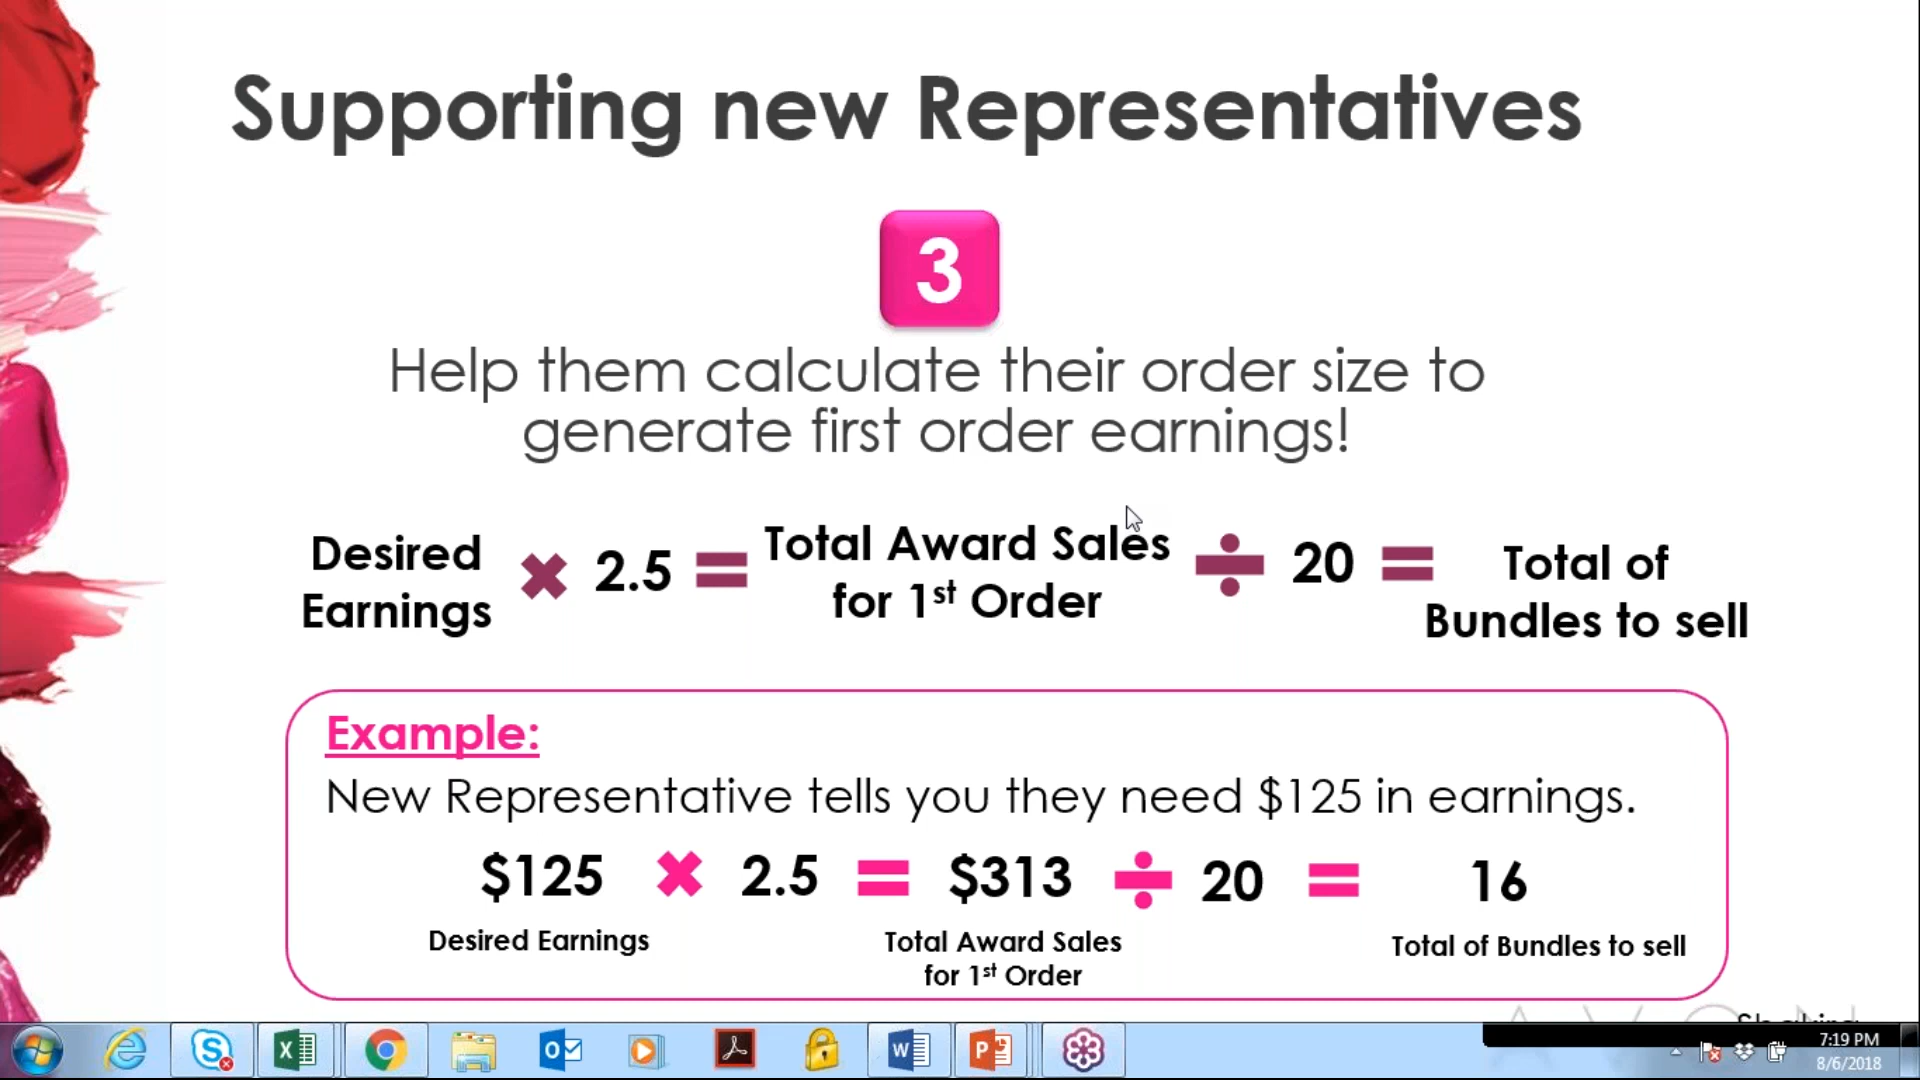 Supporting new Representatives
3
Help them calculate their order size to
generate first order earnings!
Desired
Earnings
✖ 2.5 =
Total Award Sales
for 1st Order
÷ 20 =
Total of
Bundles to sell
Example:
New Representative tells you they need $125 in earnings.
$125 ✖ 2.5 = $313 ÷ 20 = 16
Desired Earnings
Total Award Sales
for 1st Order
Total of Bundles to sell
AVON
7:19 PM
8/6/2018